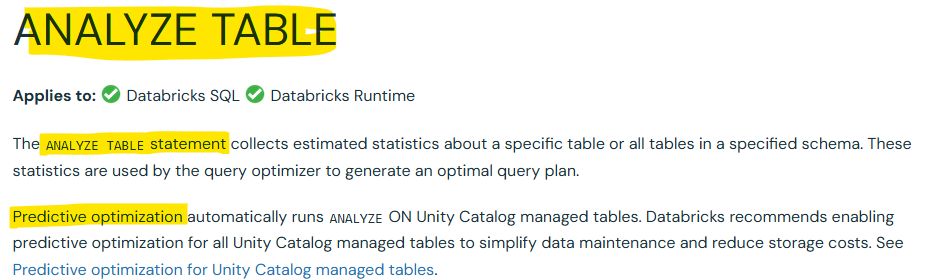 ANALYZE TABLE
Applies to: Databricks SQL Databricks Runtime
The ANALYZE TABLE statement collects estimated statistics about a specific table or all tables in a specified schema. These
statistics are used by the query optimizer to generate an optimal query plan.
Predictive optimization automatically runs ANALYZE ON Unity Catalog managed tables. Databricks recommends enabling
predictive optimization for all Unity Catalog managed tables to simplify data maintenance and reduce storage costs. See
Predictive optimization for Unity Catalog managed tables.